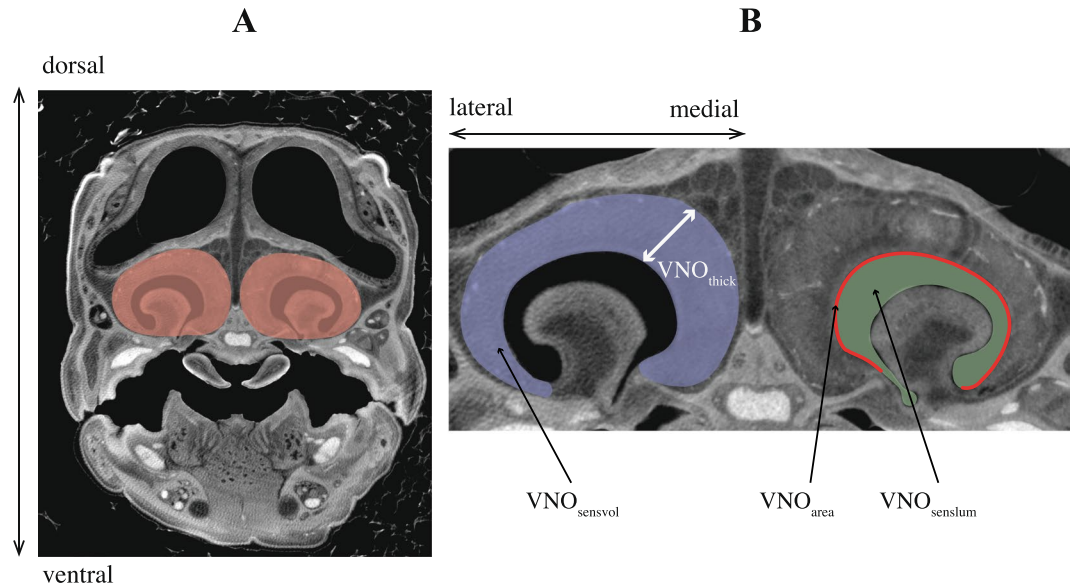 A
B
dorsal
lateral medial
VNOthick
VNOsensvol
VNOarea
VNOsenslum
ventral